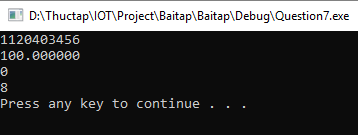 D:\Thuctap\IOT\Project\Baitap\Baitap\Debug\Question7.exe
1120403456
100.000000
0
8
Press any key to continue . . .